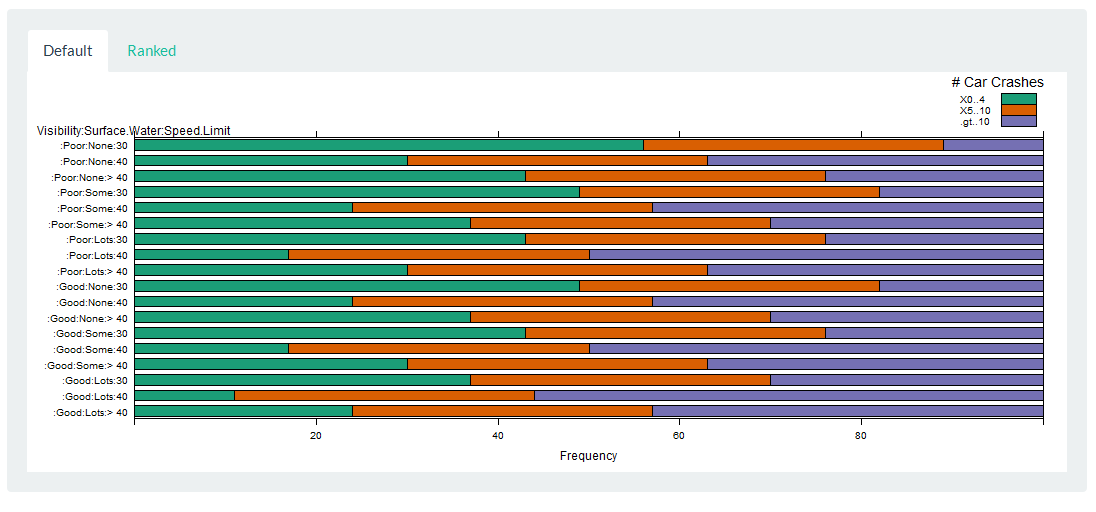 Default Ranked
# Car Crashes
X0..4
X5..10
.gt..10
Visibility:Surface.Water:Speed.Limit
:Poor:None:30
:Poor:None:40
:Poor:None:> 40
:Poor:Some:30
:Poor:Some:40
:Poor:Some:> 40
:Poor:Lots:30
:Poor:Lots:40
:Poor:Lots:> 40
:Good:None:30
:Good:None:40
:Good:None:> 40
:Good:Some:30
:Good:Some:40
:Good:Some:> 40
:Good:Lots:30
:Good:Lots:40
:Good:Lots:> 40
20 40 60 80
Frequency